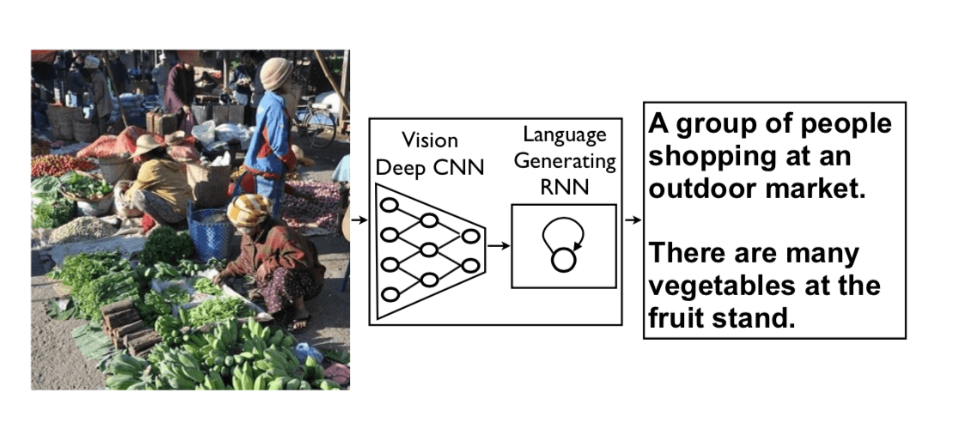 Vision
Deep CNN
Language
Generating
RNN
A group of people
shopping at an
outdoor market.
There are many
vegetables at the
fruit stand.